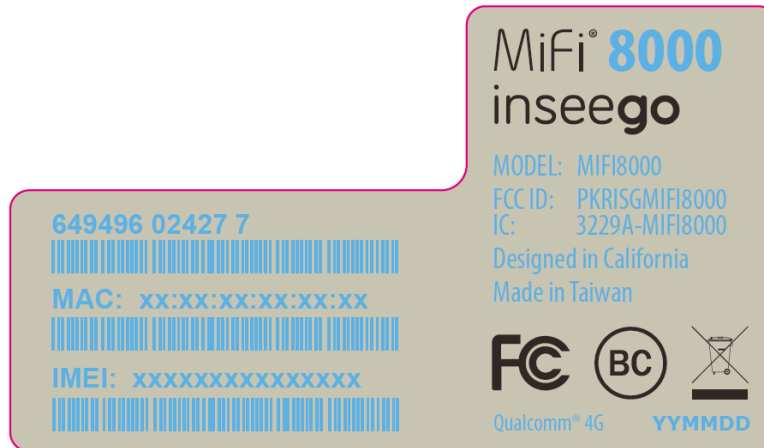 MiFi® 8000
inseego
MODEL: MIFI8000
FCC ID: PKRISGMIFI8000
IC: 3229A-MIFI8000
Designed in California
Made in Taiwan
FC
BC
Qualcomm® 4G YYMMDD
649496 02427 7
MAC: xx:xx:xx:xx:xx:xx
IMEI: xxxxxxxxxxxxxxx